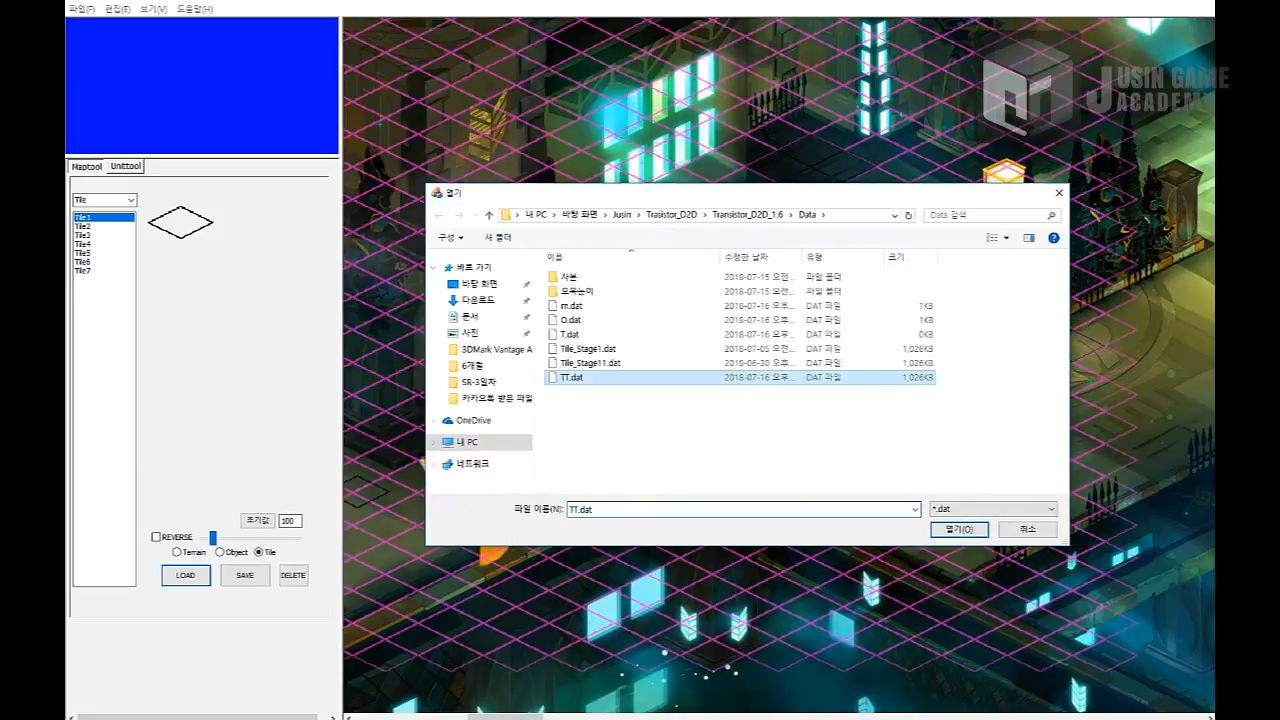 파일(F) 편집(E) 보기(V) 도움말(H)
JUSIN GAME
ACADEM
Maptool Unittool
Tile
Tile1
Tile2
Tile3
Tile4
Tile5
Tile6
Tile7
초기값 100
REVERSE
Terrain Object Tile
LOAD SAVE DELETE
열기
내 PC > 바탕 화면 > Jusin > Trasistor_D2D > Transistor_D2D_1.6 > Data >
Data 검색
구성 새 폴더
이름 수정한 날짜 유형 크기
바로 가기
바탕 화면
다운로드
문서
사진
3DMark Vantage A
6개월
SR-3일차
카카오톡 받은 파일
OneDrive
내 PC
네트워크
사본 2018-07-15 오전... 파일 폴더
오목눈이 2018-07-15 오전... 파일 폴더
m.dat 2018-07-16 오후... DAT 파일 1KB
O.dat 2018-07-16 오후... DAT 파일 1KB
T.dat 2018-07-16 오후... DAT 파일 0KB
Tile_Stage1.dat 2018-07-05 오전... DAT 파일 1,026KB
Tile_Stage11.dat 2018-06-30 오후... DAT 파일 1,026KB
TT.dat 2018-07-16 오후... DAT 파일 1,026KB
파일 이름(N): TT.dat *.dat
열기(O) 취소